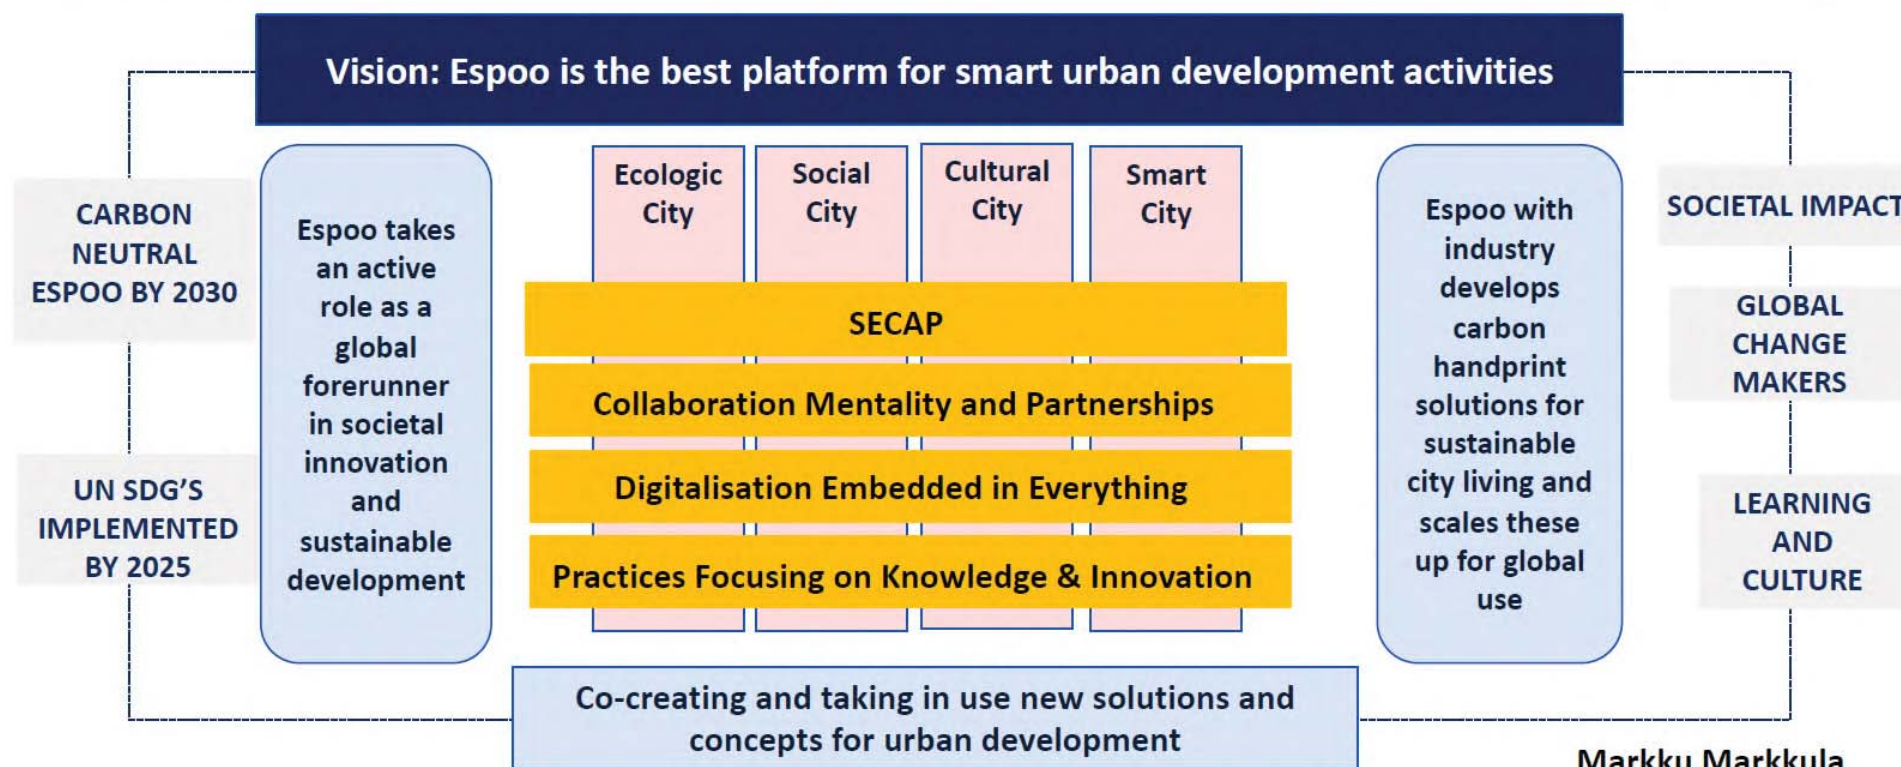 Vision: Espoo is the best platform for smart urban development activities
CARBON
NEUTRAL
ESPOO BY 2030
UN SDG'S
IMPLEMENTED
BY 2025
Espoo takes
an active
role as a
global
forerunner
in societal
innovation
and
sustainable
development
Ecologic
City
Social
City
Cultural
City
Smart
City
SECAP
Collaboration Mentality and Partnerships
Digitalisation Embedded in Everything
Practices Focusing on Knowledge & Innovation
Espoo with
industry
develops
carbon
handprint
solutions for
sustainable
city living and
scales these
up for global
use
SOCIETAL IMPACT
GLOBAL
CHANGE
MAKERS
LEARNING
AND
CULTURE
Co-creating and taking in use new solutions and
concepts for urban development
Markku Markkula